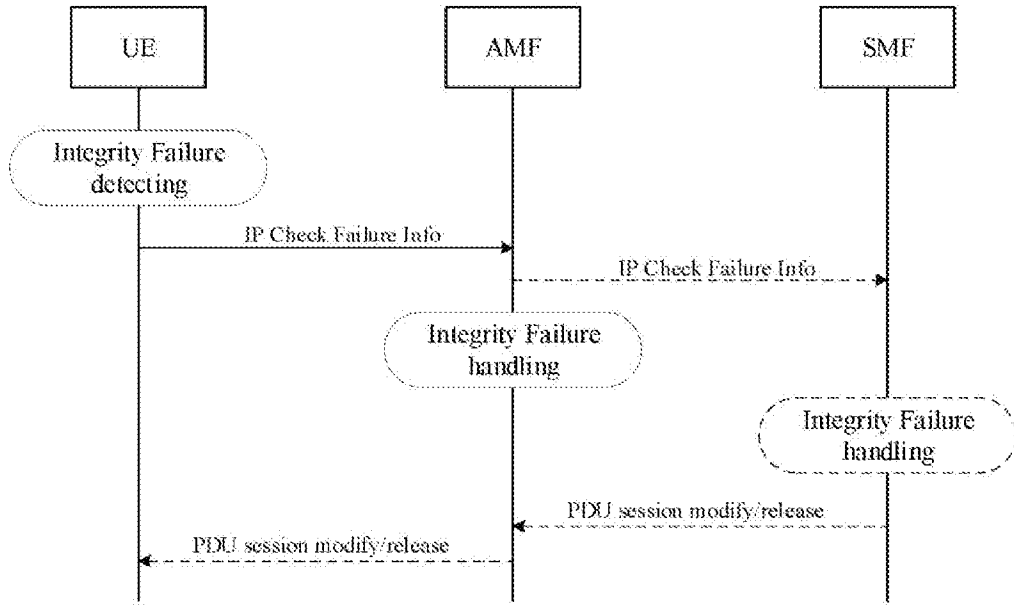 UE
AMF
SMF
Integrity Failure
detecting
IP Check Failure Info
IP Check Failure Info
Integrity Failure
handling
Integrity Failure
handling
PDU session modify/release
PDU session modify/release